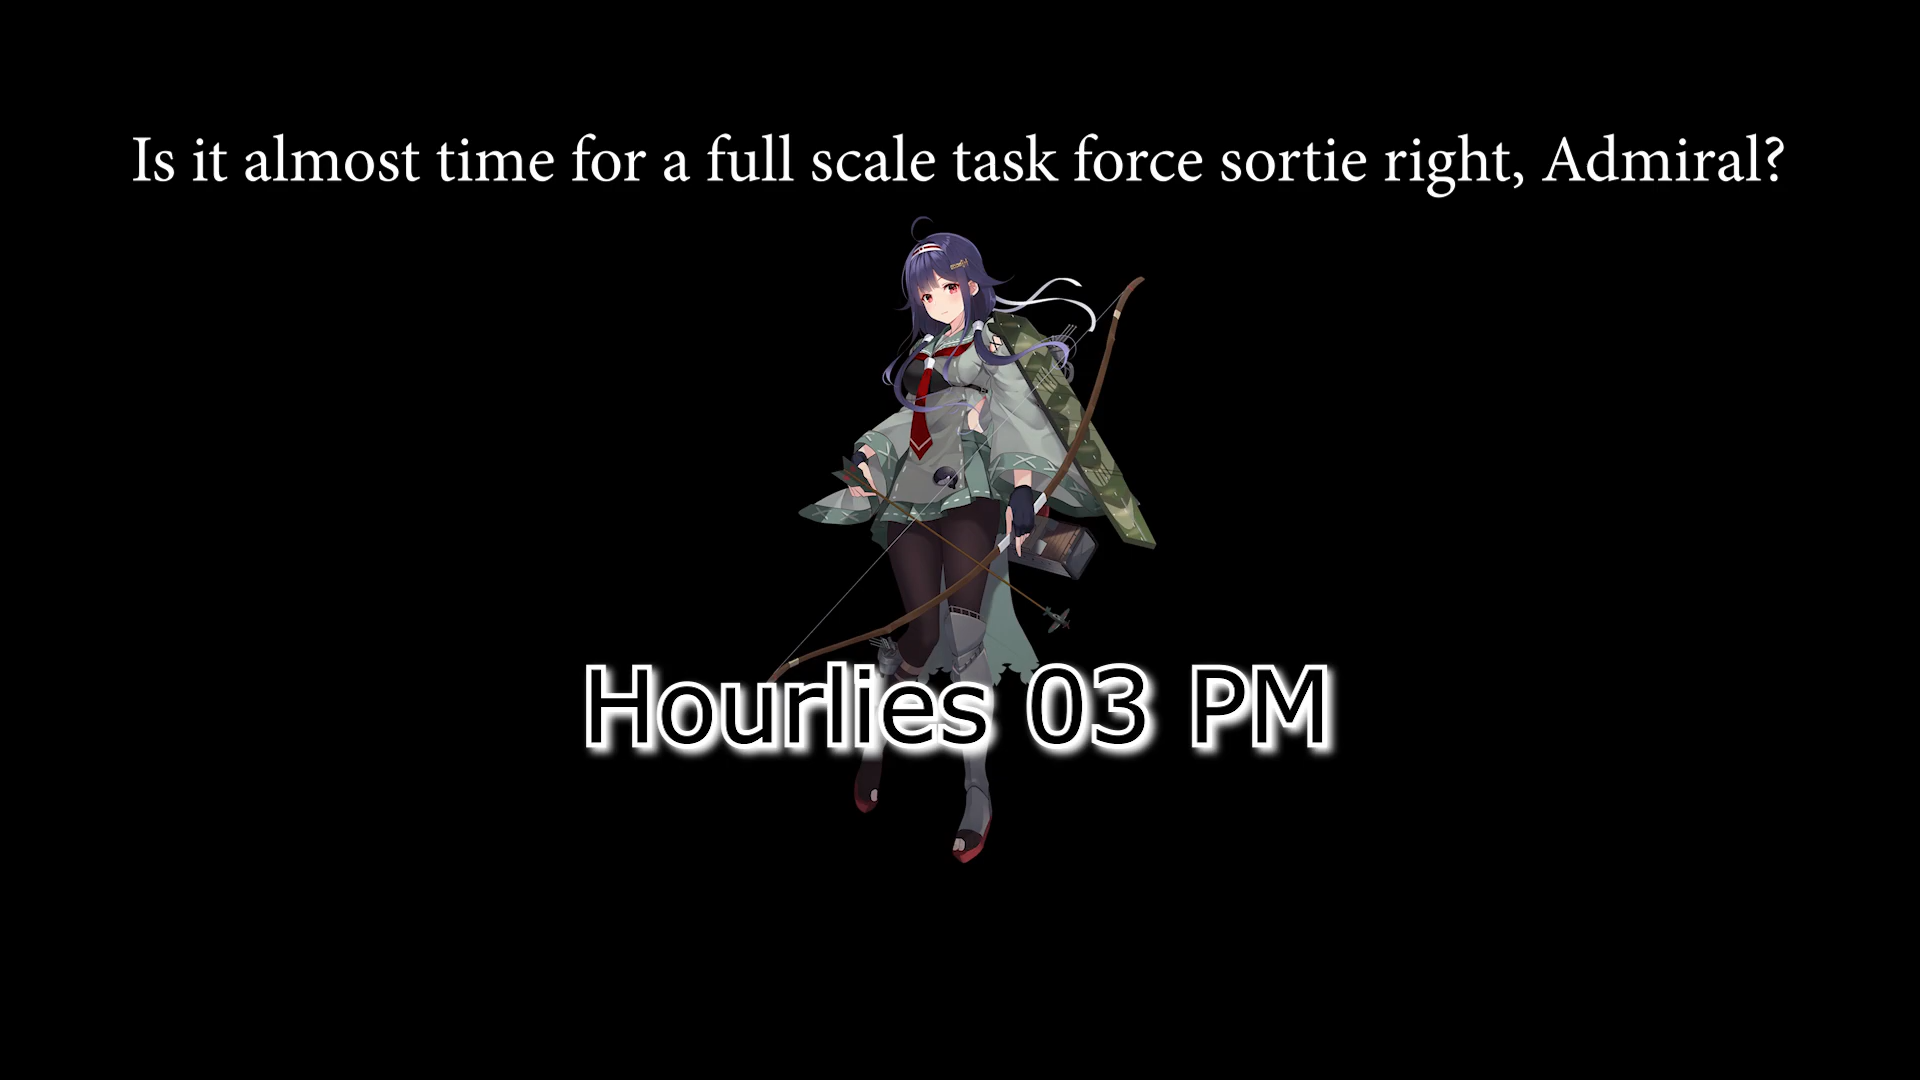 Is it almost time for a full scale task force sortie right, Admiral?
Hourlies 03 PM